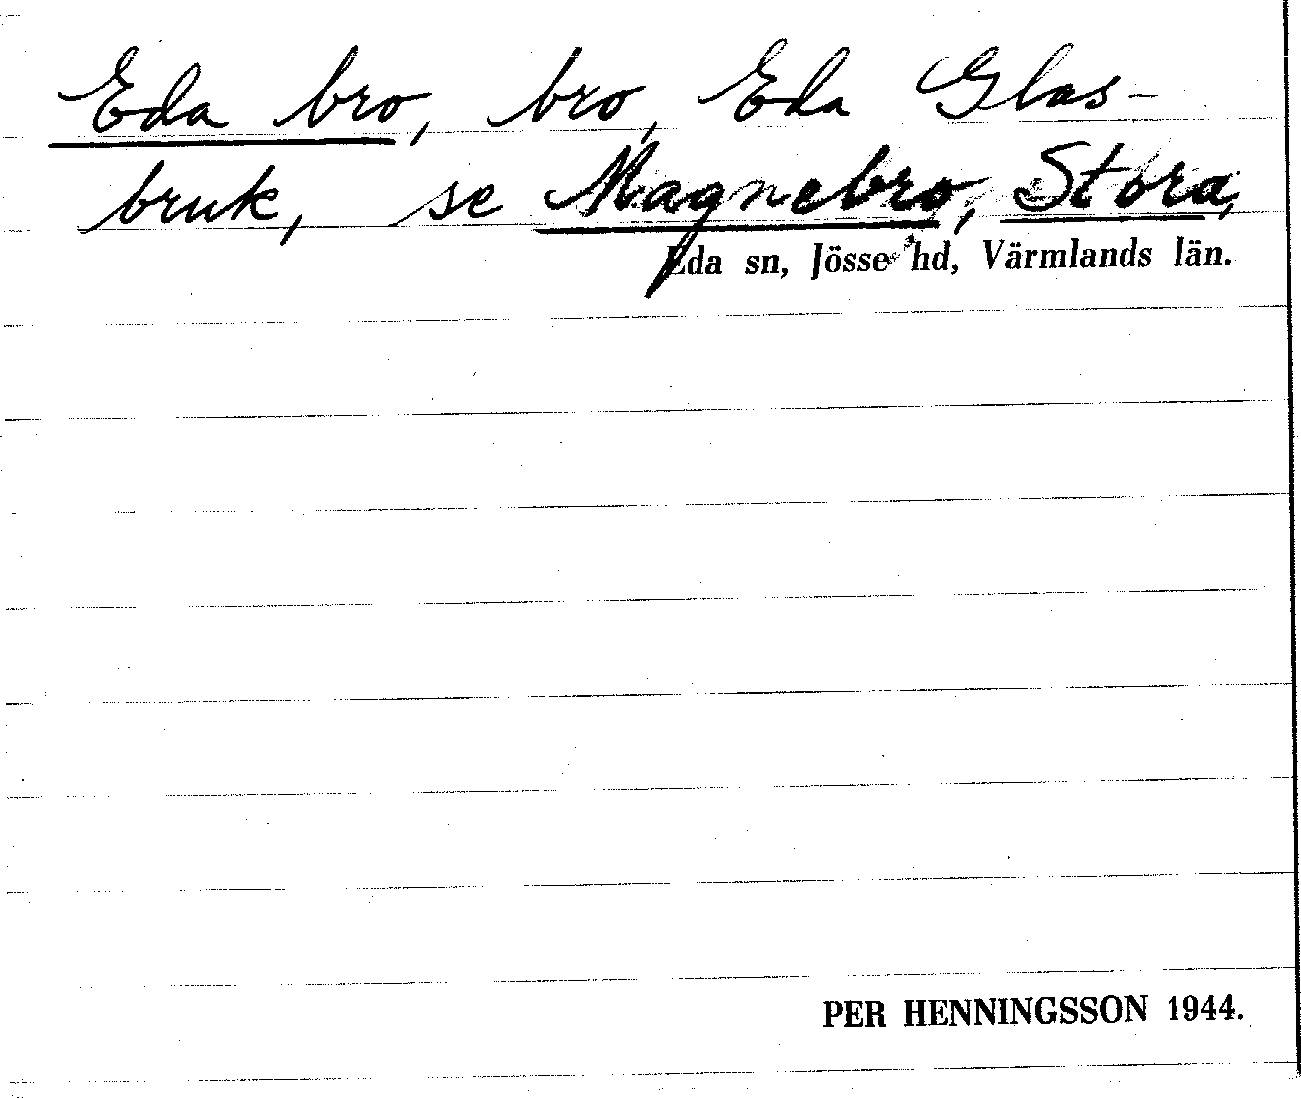 Eda bro, bro, Eda Glas-
bruk, se Magnebro, Stora,
Eda sn, Jösse hd, Värmlands län.
PER HENNINGSSON 1944.